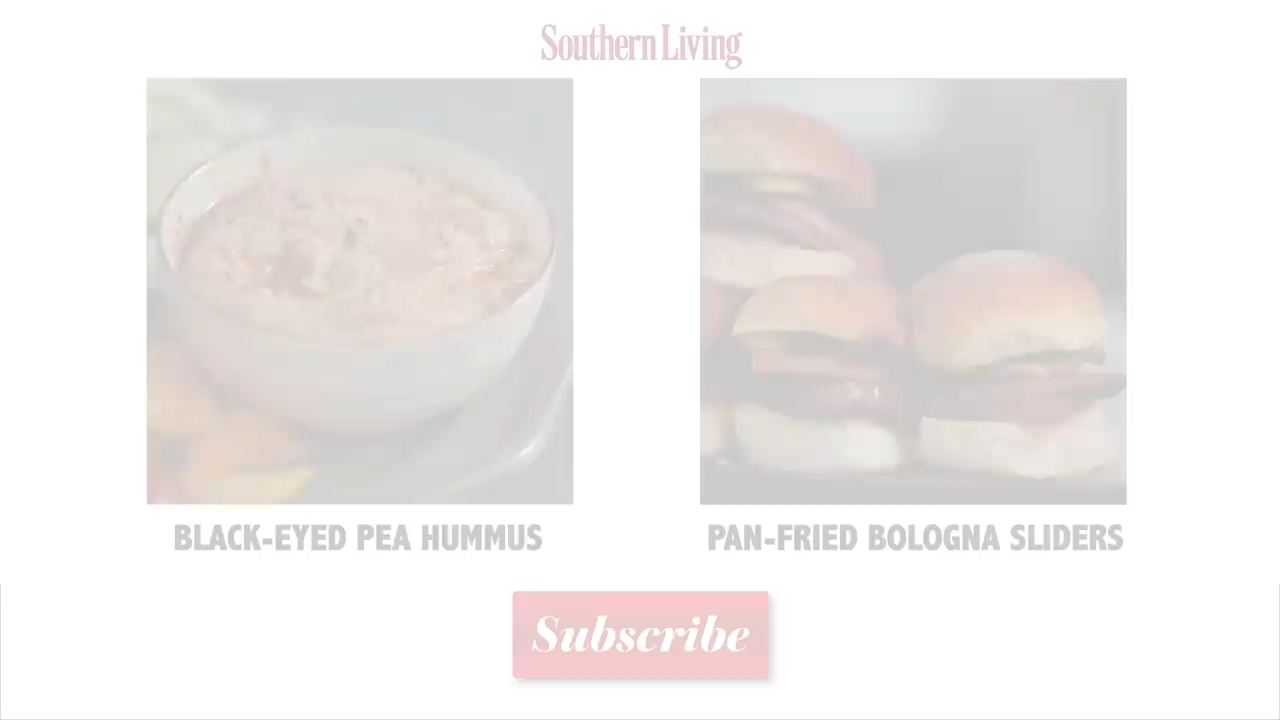 Southern Living
BLACK-EYED PEA HUMMUS
PAN-FRIED BOLOGNA SLIDERS
Subscribe